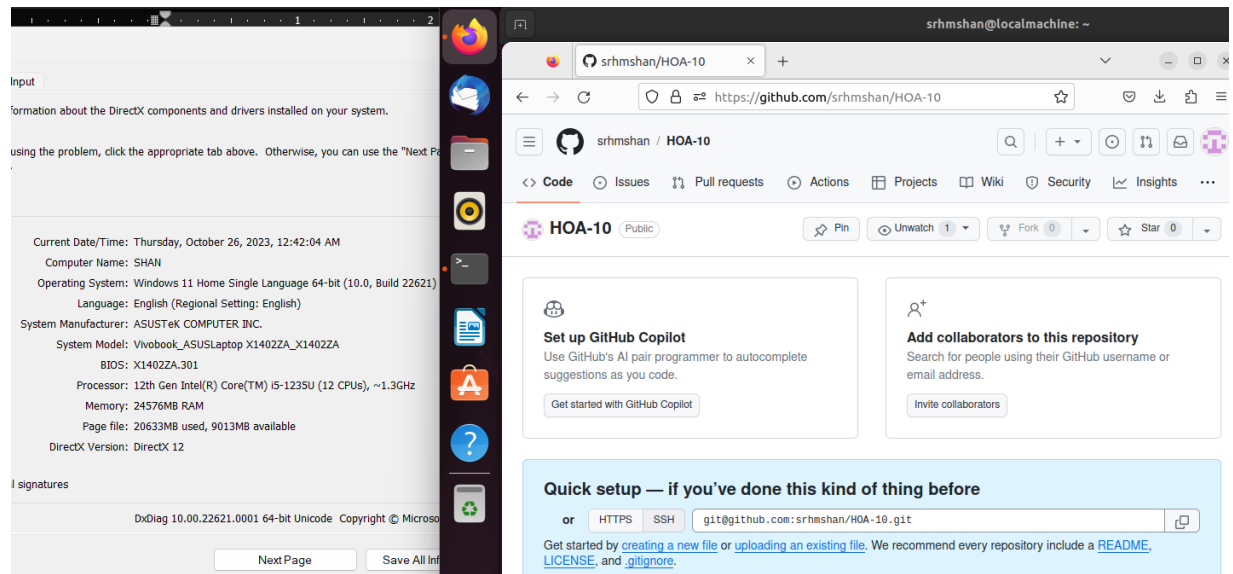 1 2
Input
formation about the DirectX components and drivers installed on your system.
using the problem, click the appropriate tab above. Otherwise, you can use the "Next Pa
Current Date/Time: Thursday, October 26, 2023, 12:42:04 AM
Computer Name: SHAN
Operating System: Windows 11 Home Single Language 64-bit (10.0, Build 22621)
Language: English (Regional Setting: English)
System Manufacturer: ASUSTeK COMPUTER INC.
System Model: Vivobook_ASUSLaptop X1402ZA_X1402ZA
BIOS: X1402ZA.301
Processor: 12th Gen Intel(R) Core(TM) i5-1235U (12 CPUs), ~1.3GHz
Memory: 24576MB RAM
Page file: 20633MB used, 9013MB available
DirectX Version: DirectX 12
l signatures
DxDiag 10.00.22621.0001 64-bit Unicode Copyright © Microso
Next Page Save All Inf
srhmshan@localmachine: ~
srhmshan/HOA-10
https://github.com/srhmshan/HOA-10
srhmshan / HOA-10
Code Issues Pull requests Actions Projects Wiki Security Insights
HOA-10 Public Pin Unwatch 1 Fork 0 Star 0
Set up GitHub Copilot
Use GitHub's AI pair programmer to autocomplete
suggestions as you code.
Get started with GitHub Copilot
Add collaborators to this repository
Search for people using their GitHub username or
email address.
Invite collaborators
Quick setup — if you've done this kind of thing before
or HTTPS SSH git@github.com:srhmshan/HOA-10.git
Get started by creating a new file or uploading an existing file. We recommend every repository include a README,
LICENSE, and .gitignore.